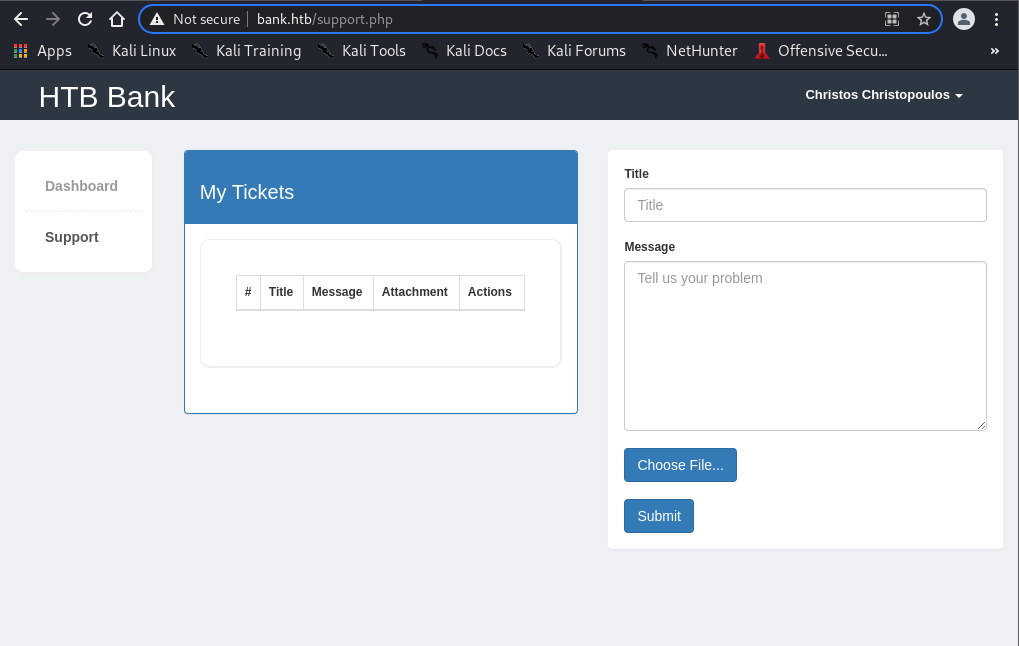 Not secure bank.htb/support.php
Apps Kali Linux Kali Training Kali Tools Kali Docs Kali Forums NetHunter Offensive Secu... »
HTB Bank
Christos Christopoulos
Dashboard
Support
My Tickets
# Title Message Attachment Actions
Title
Title
Message
Tell us your problem
Choose File...
Submit